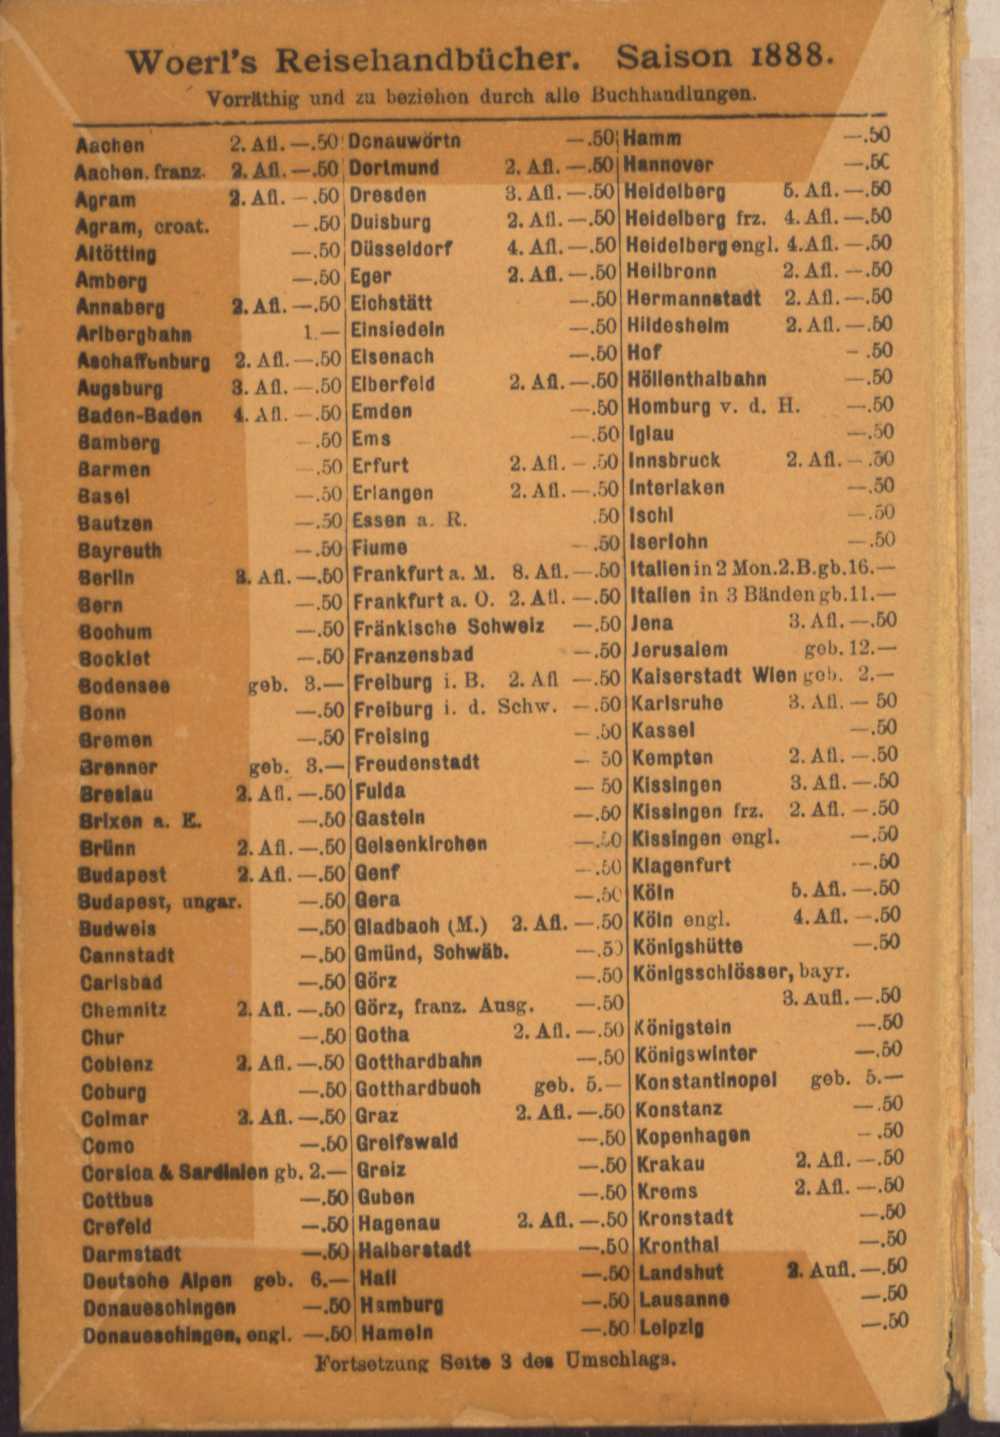 Woerl's Reisehandbücher. Saison 1888.
Vorräthig und zu beziehen durch alle Buchhandlungen.
Aachen 2. Afl. —.50
Aachen, franz. 2. Afl. —.50
Agram 2. Afl. —.50
Agram, croat. —.50
Altötting —.50
Amberg —.50
Annaberg 2. Afl. —.50
Arlbergbahn 1.—
Aschaffenburg 2. Afl. —.50
Augsburg 3. Afl. —.50
Baden-Baden 4. Afl. —.50
Bamberg —.50
Barmen —.50
Basel —.50
Bautzen —.50
Bayreuth —.50
Berlin 3. Afl. —.50
Bern —.50
Bochum —.50
Bocklet —.50
Bodensee geb. 3.—
Bonn —.50
Bremen —.50
Brenner geb. 3.—
Breslau 2. Afl. —.50
Brixen a. E. —.50
Brünn 2. Afl. —.50
Budapest 2. Afl. —.50
Budapest, ungar. —.50
Budweis —.50
Cannstadt —.50
Carlsbad —.50
Chemnitz 2. Afl. —.50
Chur —.50
Coblenz 2. Afl. —.50
Coburg —.50
Colmar 2. Afl. —.50
Como —.50
Corsica & Sardinien gb. 2.—
Cottbus —.50
Crefeld —.50
Darmstadt —.50
Deutsche Alpen geb. 6.—
Donaueschingen —.50
Donaueschingen, engl. —.50
Donauwörth —.50
Dortmund 2. Afl. —.50
Dresden 3. Afl. —.50
Duisburg 2. Afl. —.50
Düsseldorf 4. Afl. —.50
Eger 2. Afl. —.50
Eichstätt —.50
Einsiedeln —.50
Eisenach —.50
Elberfeld 2. Afl. —.50
Emden —.50
Ems —.50
Erfurt 2. Afl. —.50
Erlangen 2. Afl. —.50
Essen a. R. .50
Fiume —.50
Frankfurt a. M. 8. Afl. —.50
Frankfurt a. O. 2. Afl. —.50
Fränkische Schweiz —.50
Franzensbad —.50
Freiburg i. B. 2. Afl —.50
Freiburg i. d. Schw. —.50
Freising —.50
Freudenstadt — 50
Fulda — 50
Gastein —.50
Gelsenkirchen —.50
Genf —.50
Gera —.50
Gladbach (M.) 2. Afl. —.50
Gmünd, Schwäb. —.50
Görz —.50
Görz, franz. Ausg. —.50
Gotha 2. Afl. —.50
Gotthardbahn —.50
Gotthardbuch geb. 5.—
Graz 2. Afl. —.50
Greifswald —.50
Greiz —.50
Guben —.50
Hagenau 2. Afl. —.50
Halberstadt —.50
Hall —.50
Hamburg —.50
Hameln —.50
Hamm —.50
Hannover —.50
Heidelberg 5. Afl. —.50
Heidelberg frz. 4. Afl. —.50
Heidelberg engl. 4. Afl. —.50
Heilbronn 2. Afl. —.50
Hermannstadt 2. Afl. —.50
Hildesheim 2. Afl. —.50
Hof —.50
Höllenthalbahn —.50
Homburg v. d. H. —.50
Iglau —.50
Innsbruck 2. Afl. —.50
Interlaken —.50
Ischl —.50
Iserlohn —.50
Italien in 2 Mon. 2. B. gb. 16.—
Italien in 3 Bänden gb. 11.—
Jena 3. Afl. —.50
Jerusalem geb. 12.—
Kaiserstadt Wien geb. 2.—
Karlsruhe 3. Afl. — 50
Kassel —.50
Kempten 2. Afl. —.50
Kissingen 3. Afl. —.50
Kissingen frz. 2. Afl. —.50
Kissingen engl. —.50
Klagenfurt —.50
Köln 5. Afl. —.50
Köln engl. 4. Afl. —.50
Königshütte —.50
Königsschlösser, bayr.
3. Aufl. —.50
Königstein —.50
Königswinter —.50
Konstantinopel geb. 5.—
Konstanz —.50
Kopenhagen —.50
Krakau 2. Afl. —.50
Krems 2. Afl. —.50
Kronstadt —.50
Kronthal —.50
Landshut 2. Aufl. —.50
Lausanne —.50
Leipzig —.50
Fortsetzung Seite 3 des Umschlags.